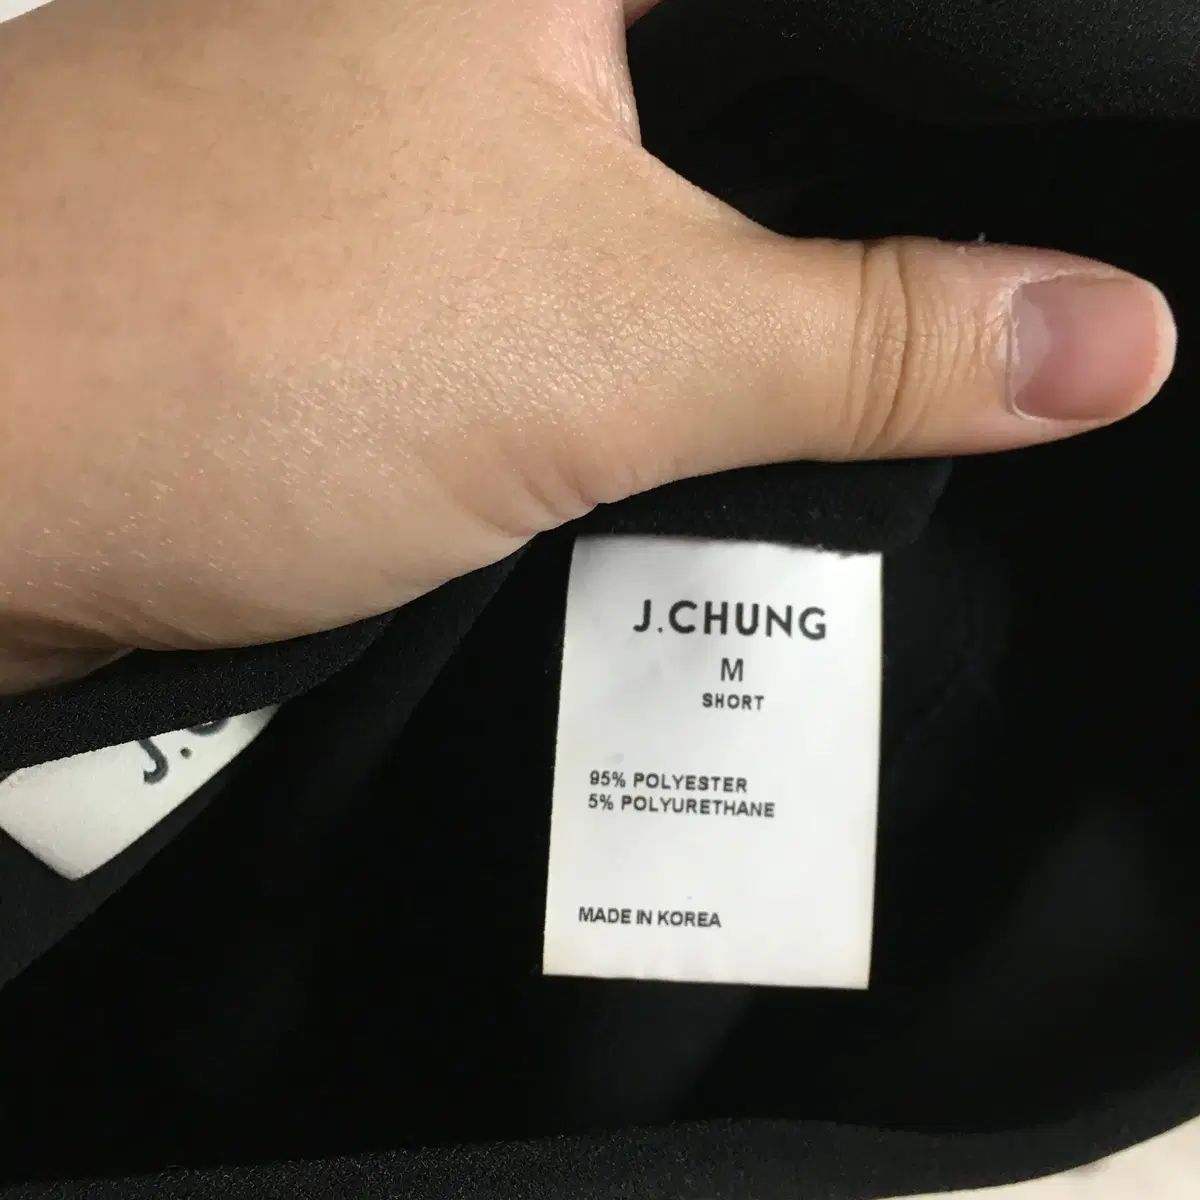 J.CHUNG
M
SHORT
95% POLYESTER
5% POLYURETHANE
MADE IN KOREA
J.